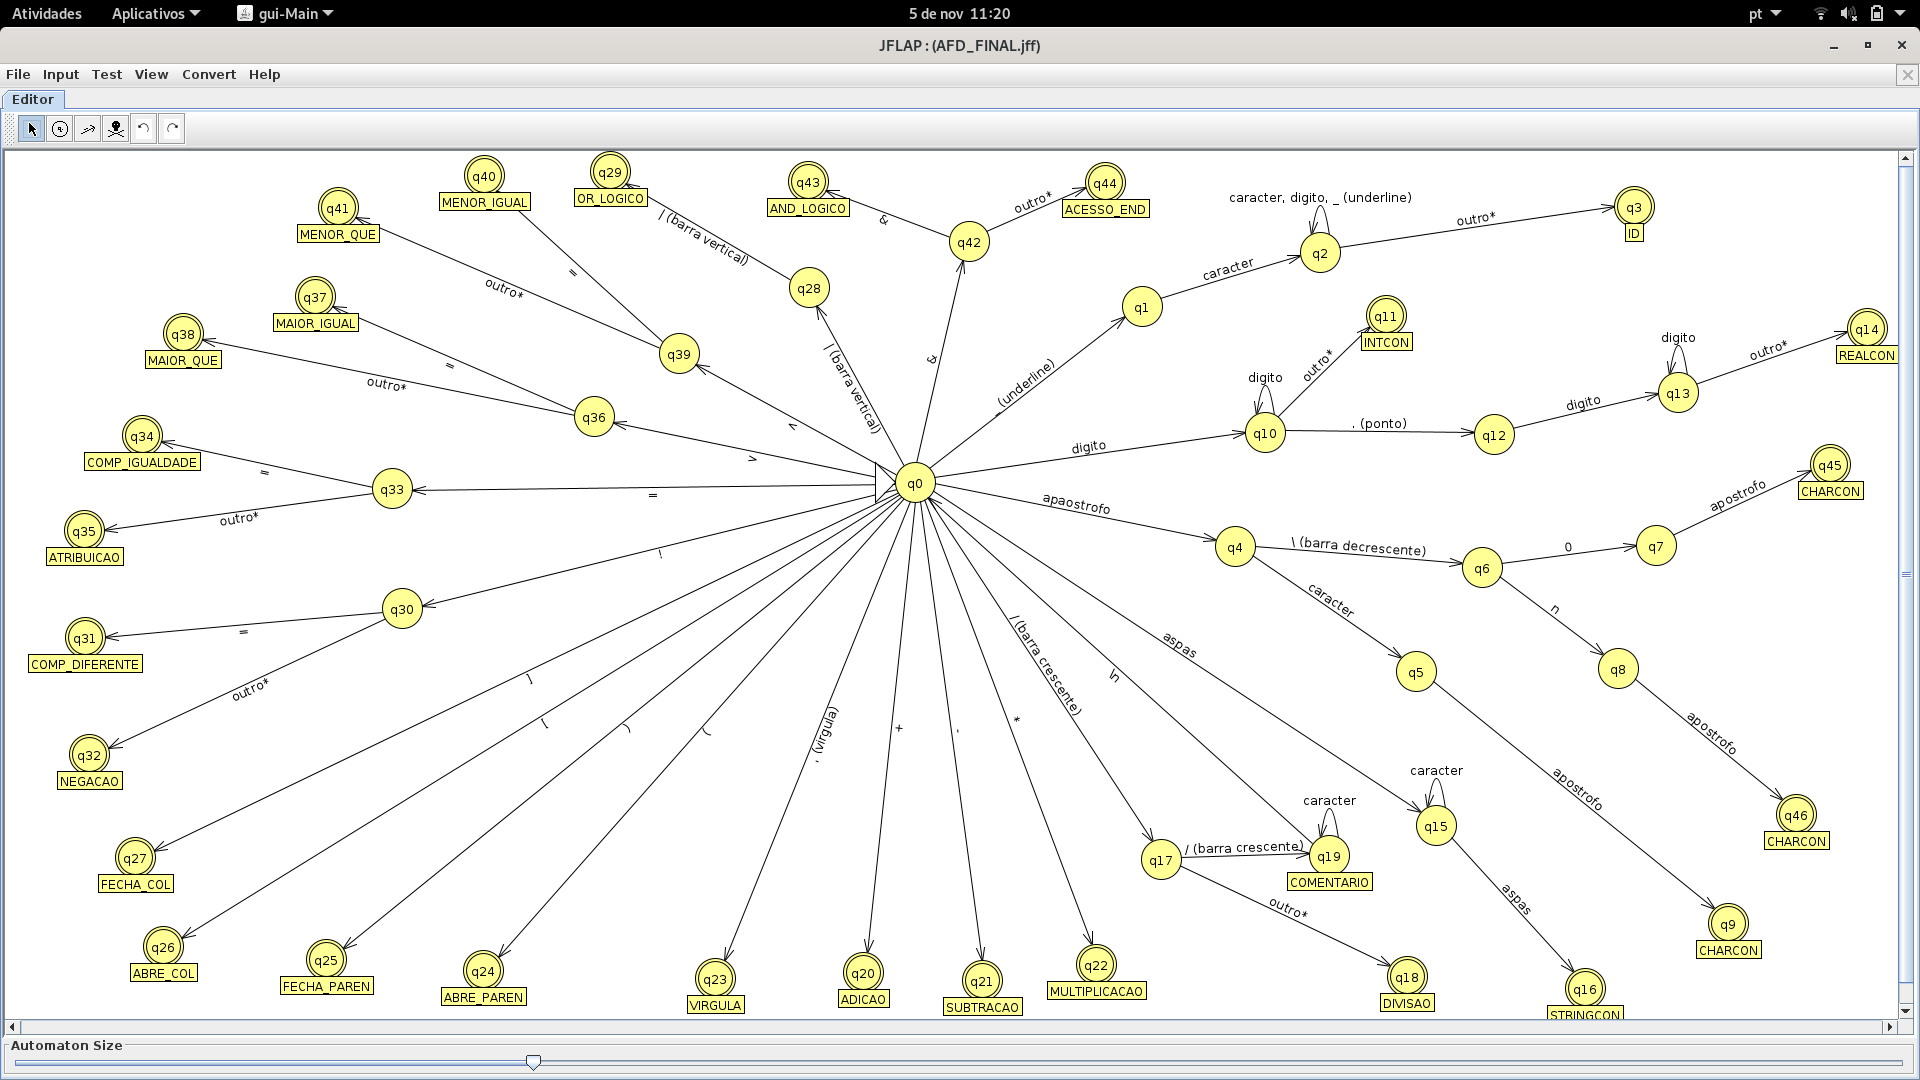 Atividades Aplicativos gui-Main 5 de nov 11:20 pt
JFLAP : (AFD_FINAL.jff)
File Input Test View Convert Help
Editor
q40
MENOR_IGUAL
q29
OR_LOGICO
q43
AND_LOGICO
q44
ACESSO_END
q41
MENOR_QUE
q3
ID
caracter, digito, _ (underline)
outro*
| (barra vertical)
&
outro*
q42
q2
=
outro*
q28
caracter
q1
q37
MAIOR_IGUAL
q38
MAIOR_QUE
q39
q11
INTCON
q14
REALCON
| (barra vertical)
&
_ (underline)
outro*
digito
digito
outro*
=
outro*
q36
<
q10
. (ponto)
q12
digito
q13
q34
COMP_IGUALDADE
>
digito
q45
CHARCON
=
q33
=
q0
apaostrofo
apostrofo
outro*
q35
ATRIBUICAO
q4
\ (barra decrescente)
q6
0
q7
!
q30
caracter
n
=
q31
COMP_DIFERENTE
outro*
/ (barra crescente)
aspas
\n
q5
q8
]
[
)
(
, (virgula)
+
-
*
apostrofo
apostrofo
q32
NEGACAO
caracter
caracter
q15
q46
CHARCON
q27
FECHA_COL
q17
/ (barra crescente)
q19
COMENTARIO
outro*
aspas
q9
CHARCON
q26
ABRE_COL
q25
FECHA_PAREN
q24
ABRE_PAREN
q23
VIRGULA
q20
ADICAO
q21
SUBTRACAO
q22
MULTIPLICACAO
q18
DIVISAO
q16
STRINGCON
Automaton Size